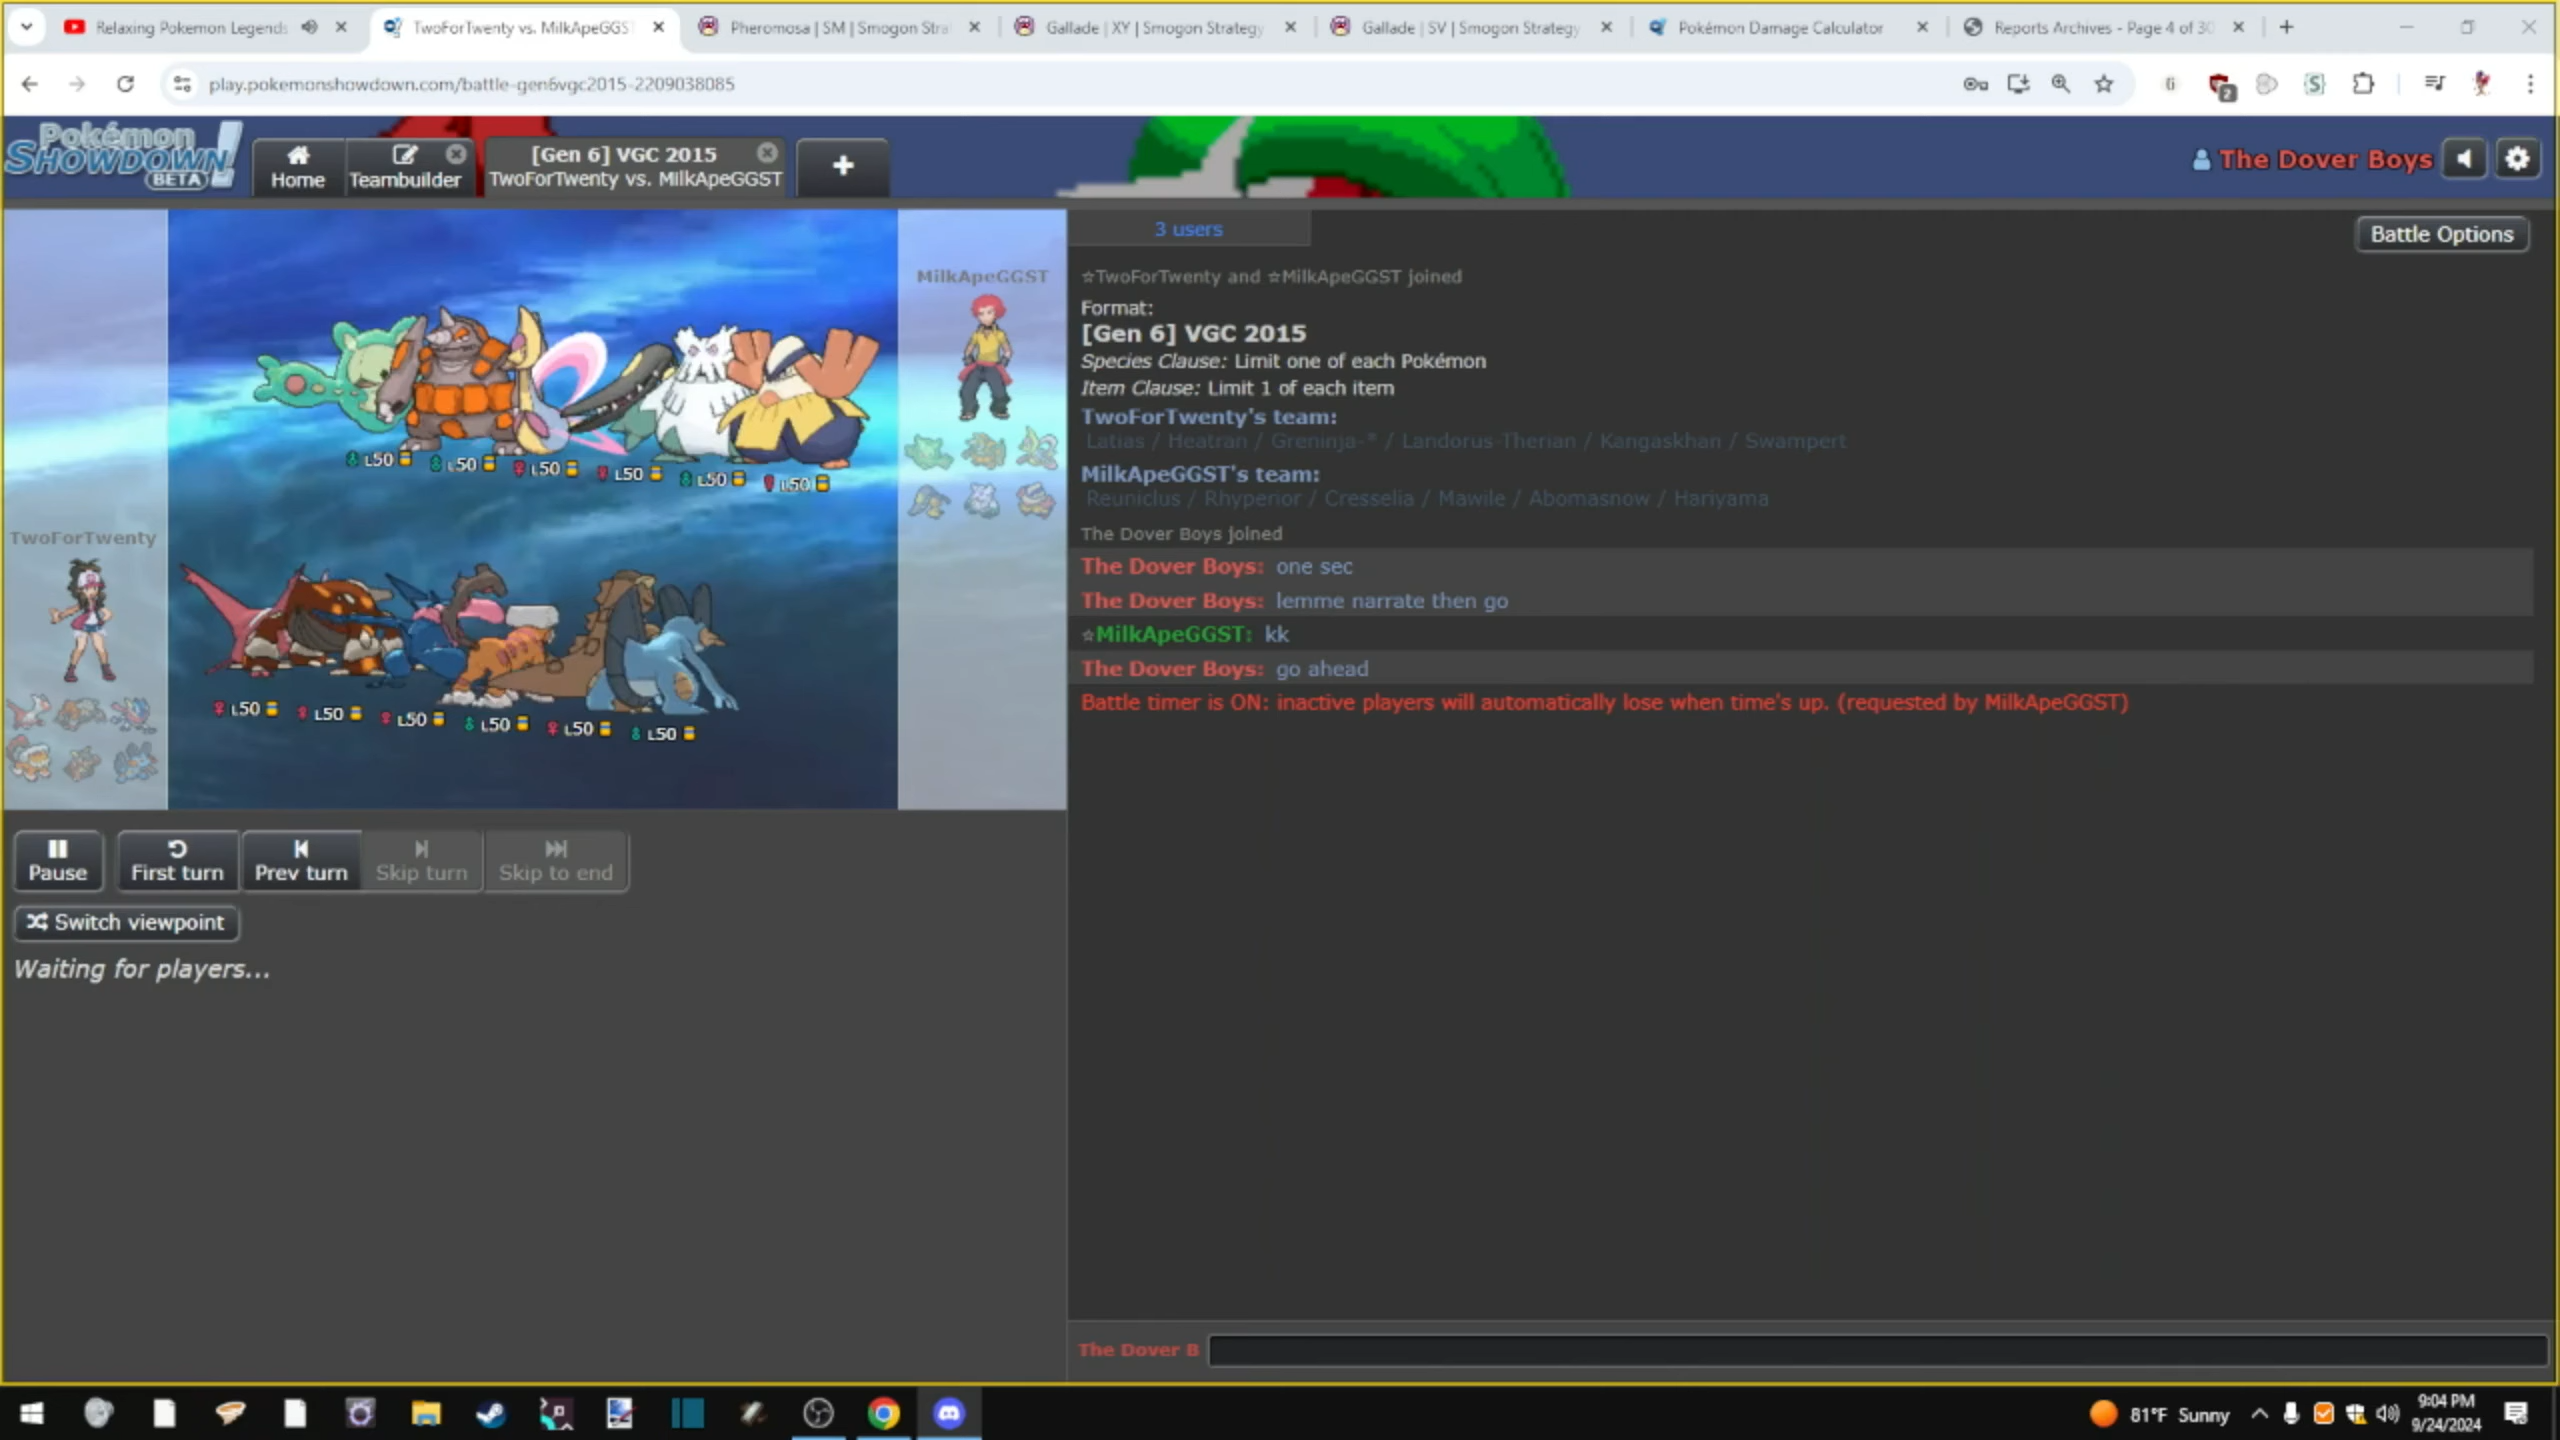 Relaxing Pokemon Legends
TwoForTwenty vs. MilkApeGGST
Pheromosa | SM | Smogon Stra
Gallade | XY | Smogon Strategy
Gallade | SV | Smogon Strategy
Pokémon Damage Calculator
Reports Archives - Page 4 of 30
play.pokemonshowdown.com/battle-gen6vgc2015-2209038085
2
Pokémon
SHOWDOWN!
BETA
Home
Teambuilder
[Gen 6] VGC 2015
TwoForTwenty vs. MilkApeGGST
The Dover Boys
MilkApeGGST
L50 L50 L50 L50 L50 L50
TwoForTwenty
L50 L50 L50 L50 L50 L50
3 users
Battle Options
☆TwoForTwenty and ☆MilkApeGGST joined
Format:
[Gen 6] VGC 2015
Species Clause: Limit one of each Pokémon
Item Clause: Limit 1 of each item
TwoForTwenty's team:
Latias / Heatran / Greninja-* / Landorus-Therian / Kangaskhan / Swampert
MilkApeGGST's team:
Reuniclus / Rhyperior / Cresselia / Mawile / Abomasnow / Hariyama
The Dover Boys joined
The Dover Boys: one sec
The Dover Boys: lemme narrate then go
☆MilkApeGGST: kk
The Dover Boys: go ahead
Battle timer is ON: inactive players will automatically lose when time's up. (requested by MilkApeGGST)
Pause
First turn
Prev turn
Skip turn
Skip to end
Switch viewpoint
Waiting for players...
The Dover B
81°F Sunny
9:04 PM
9/24/2024